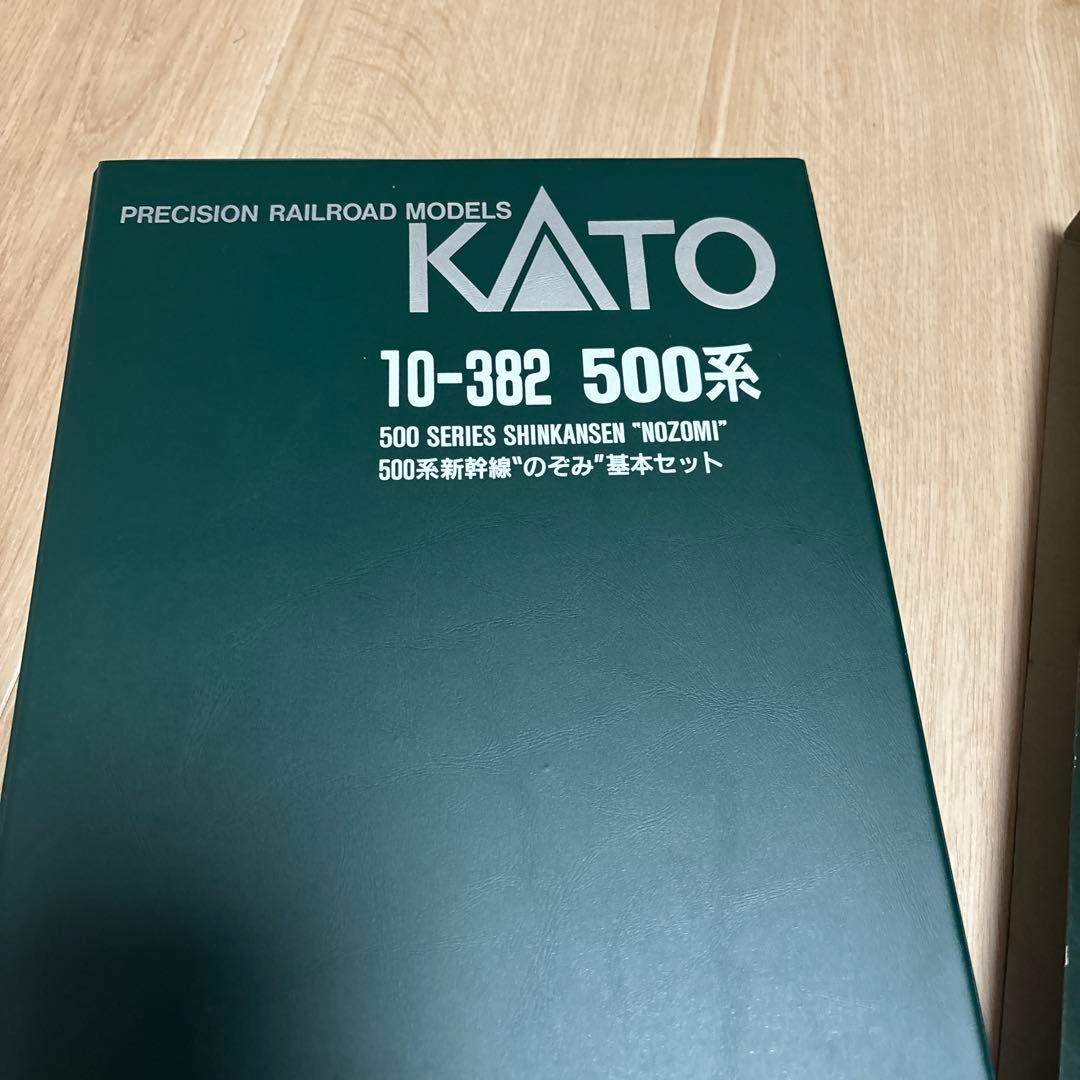 PRECISION RAILROAD MODELS
KATO
10-382 500系
500 SERIES SHINKANSEN "NOZOMI"
500系新幹線"のぞみ"基本セット